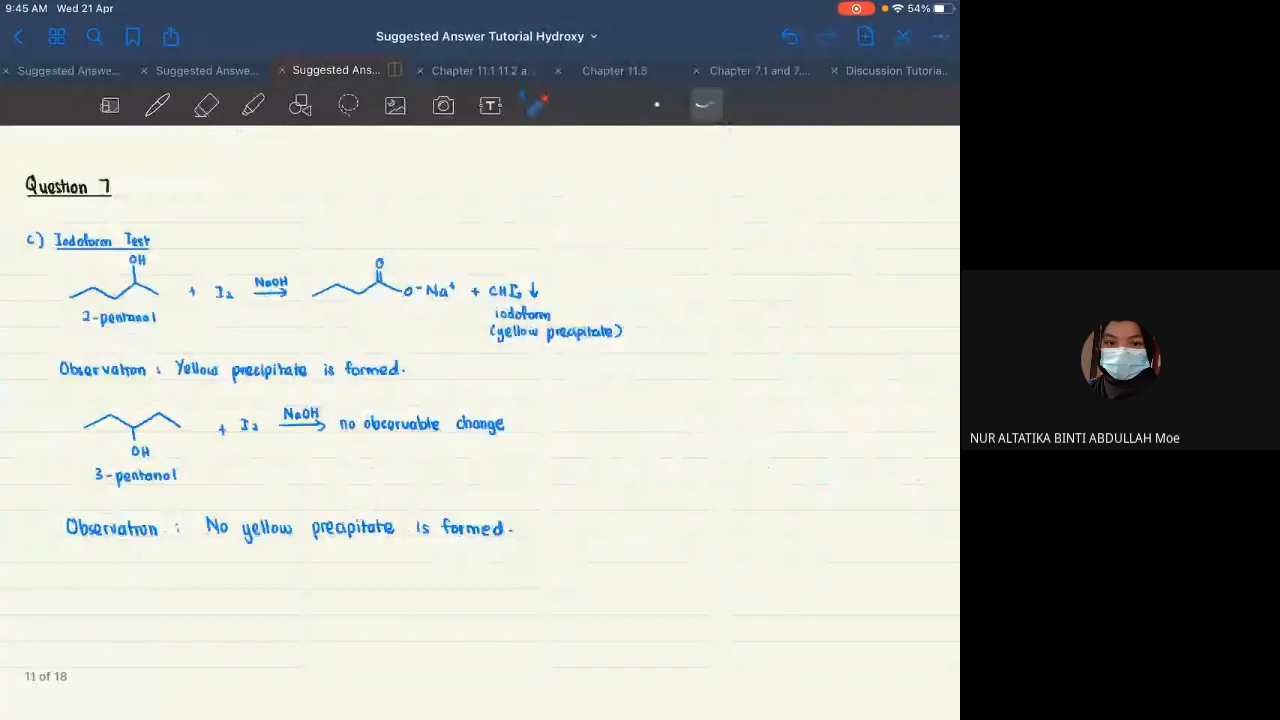 9:45 AM Wed 21 Apr
54%
Suggested Answer Tutorial Hydroxy
Suggested Answe...
Suggested Answe...
Suggested Ans...
Chapter 11.1 11.2 a...
Chapter 11.5
Chapter 7.1 and 7....
Discussion Tutoria..
Question 7
c) Iodoform Test
OH
O
+ I₂ NaOH O⁻Na⁺ + CHI₃ ↓
2-pentanol
iodoform
(yellow precipitate)
Observation : Yellow precipitate is formed.
+ I₂ NaOH no observable change
OH
3-pentanol
Observation : No yellow precipitate is formed.
11 of 18
NUR ALTATIKA BINTI ABDULLAH Moe